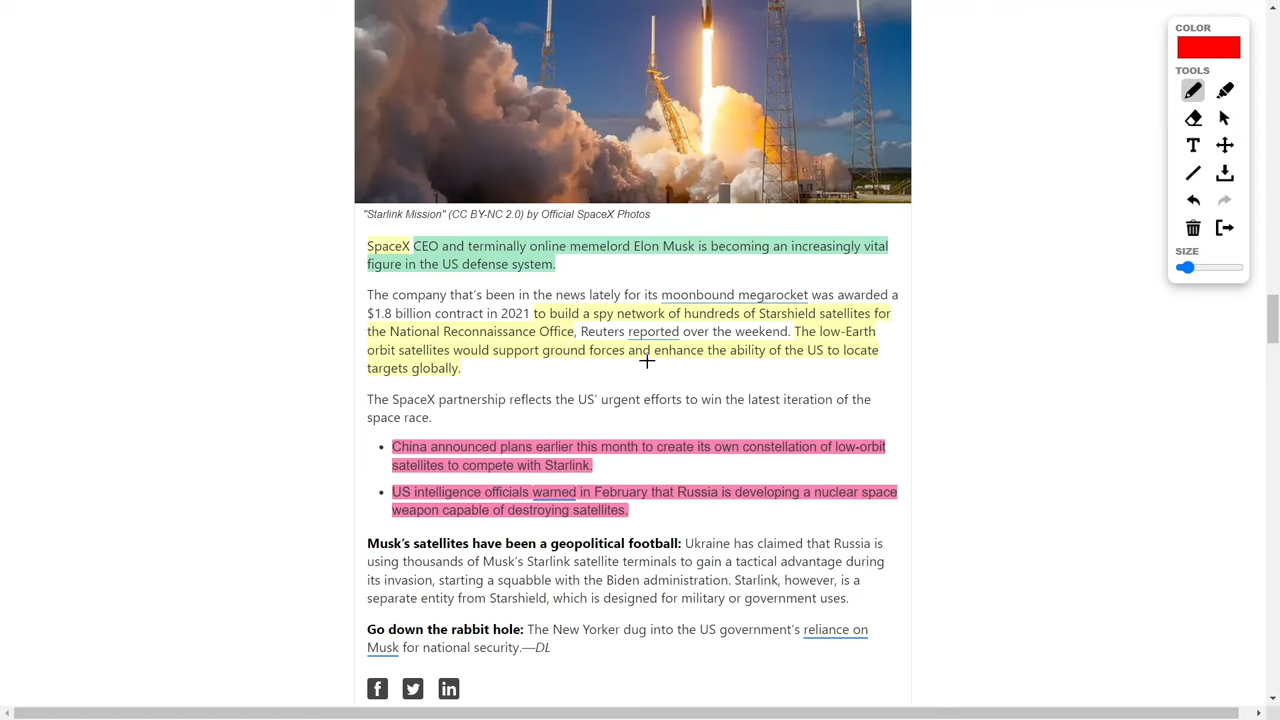 COLOR
TOOLS
SIZE
"Starlink Mission" (CC BY-NC 2.0) by Official SpaceX Photos
SpaceX CEO and terminally online memelord Elon Musk is becoming an increasingly vital
figure in the US defense system.
The company that’s been in the news lately for its moonbound megarocket was awarded a
$1.8 billion contract in 2021 to build a spy network of hundreds of Starshield satellites for
the National Reconnaissance Office, Reuters reported over the weekend. The low-Earth
orbit satellites would support ground forces and enhance the ability of the US to locate
targets globally.
The SpaceX partnership reflects the US’ urgent efforts to win the latest iteration of the
space race.
• China announced plans earlier this month to create its own constellation of low-orbit
satellites to compete with Starlink.
• US intelligence officials warned in February that Russia is developing a nuclear space
weapon capable of destroying satellites.
Musk’s satellites have been a geopolitical football: Ukraine has claimed that Russia is
using thousands of Musk’s Starlink satellite terminals to gain a tactical advantage during
its invasion, starting a squabble with the Biden administration. Starlink, however, is a
separate entity from Starshield, which is designed for military or government uses.
Go down the rabbit hole: The New Yorker dug into the US government’s reliance on
Musk for national security.—DL